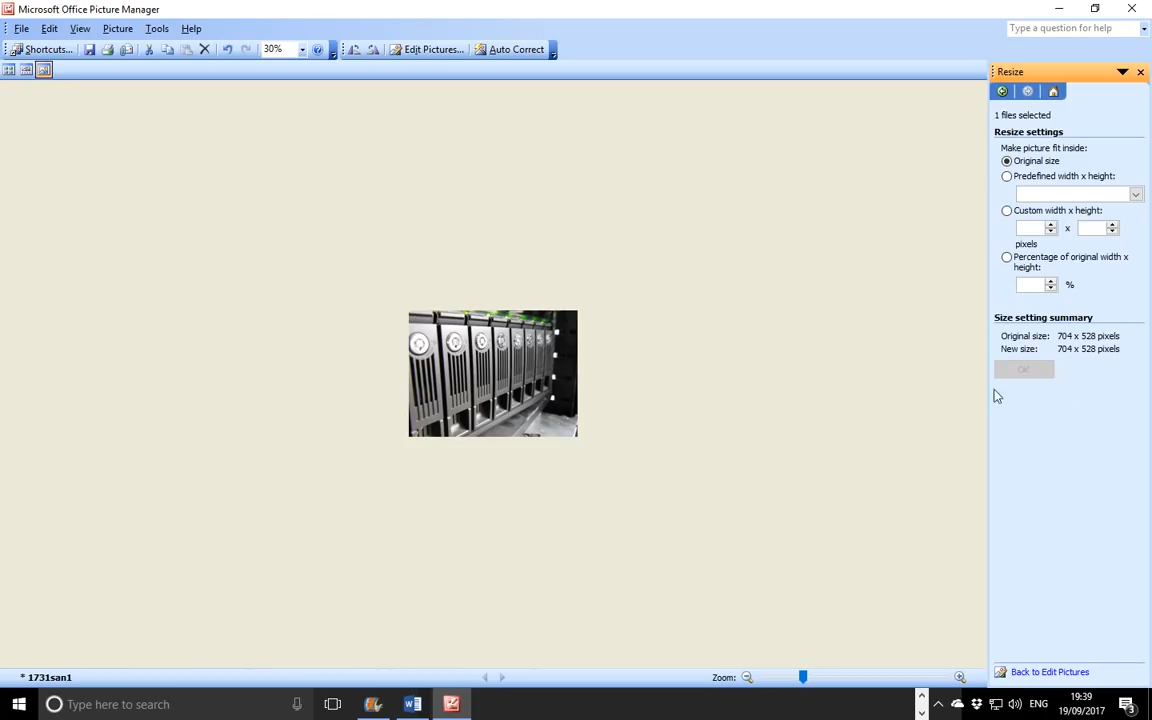 Microsoft Office Picture Manager
File Edit View Picture Tools Help
Type a question for help
Shortcuts... 30% Edit Pictures... Auto Correct
Resize
1 files selected
Resize settings
Make picture fit inside:
Original size
Predefined width x height:
Custom width x height:
x
pixels
Percentage of original width x
height:
%
Size setting summary
Original size: 704 x 528 pixels
New size: 704 x 528 pixels
OK
Back to Edit Pictures
* 1731san1
Zoom:
Type here to search
ENG
19:39
19/09/2017
3